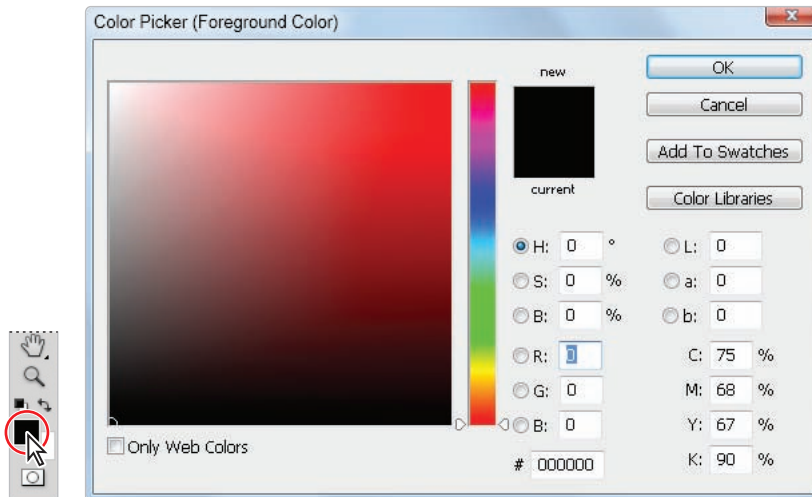 Color Picker (Foreground Color)
new
current
OK
Cancel
Add To Swatches
Color Libraries
H: 0 °
S: 0 %
B: 0 %
R: 0
G: 0
B: 0
# 000000
L: 0
a: 0
b: 0
C: 75 %
M: 68 %
Y: 67 %
K: 90 %
Only Web Colors